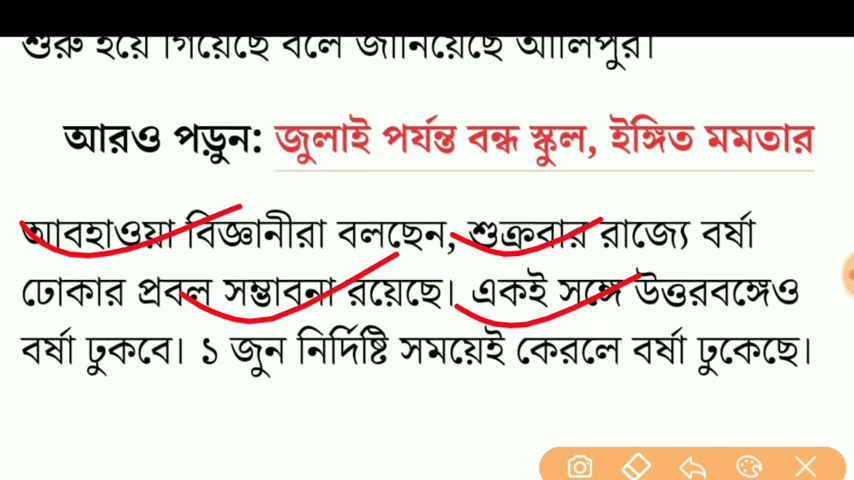 শুরু হয়ে গিয়েছে বলে জানিয়েছে আলিপুর।
আরও পড়ুন: জুলাই পর্যন্ত বন্ধ স্কুল, ইঙ্গিত মমতার
আবহাওয়া বিজ্ঞানীরা বলছেন, শুক্রবার রাজ্যে বর্ষা
ঢোকার প্রবল সম্ভাবনা রয়েছে। একই সঙ্গে উত্তরবঙ্গেও
বর্ষা ঢুকবে। ১ জুন নির্দিষ্টি সময়েই কেরলে বর্ষা ঢুকেছে।